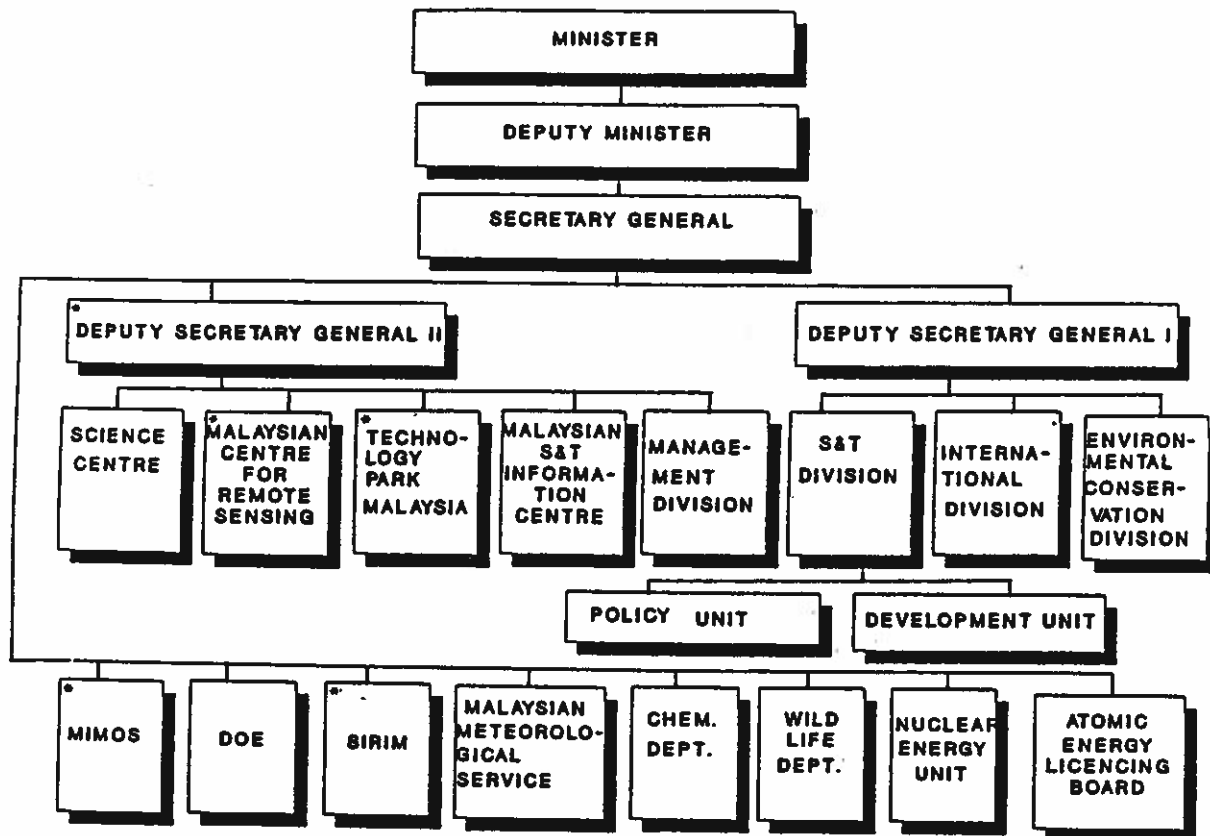 MINISTER
DEPUTY MINISTER
SECRETARY GENERAL
* DEPUTY SECRETARY GENERAL II
DEPUTY SECRETARY GENERAL I
SCIENCE
CENTRE
* MALAYSIAN
CENTRE
FOR
REMOTE
SENSING
* TECHNO-
LOGY
PARK
MALAYSIA
MALAYSIAN
S&T
INFORMA-
TION
CENTRE
MANAGE-
MENT
DIVISION
S&T
DIVISION
INTERNA-
TIONAL
DIVISION
ENVIRON-
MENTAL
CONSER-
VATION
DIVISION
POLICY UNIT
DEVELOPMENT UNIT
* MIMOS
DOE
* SIRIM
MALAYSIAN
METEOROLO-
GICAL
SERVICE
CHEM.
DEPT.
WILD
LIFE
DEPT.
NUCLEAR
ENERGY
UNIT
ATOMIC
ENERGY
LICENCING
BOARD